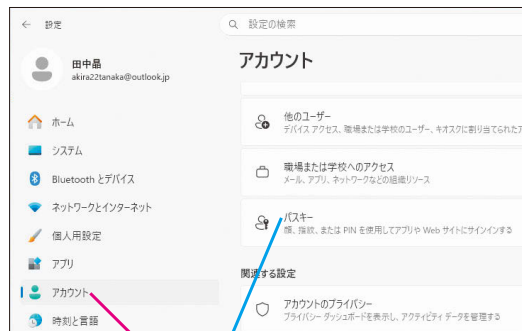 ← 設定
設定の検索
田中晶
akira22tanaka@outlook.jp
ホーム
システム
Bluetooth とデバイス
ネットワークとインターネット
個人用設定
アプリ
アカウント
時刻と言語
アカウント
他のユーザー
デバイス アクセス、職場または学校のユーザー、キオスクに割り当てられた
職場または学校へのアクセス
メール、アプリ、ネットワークなどの組織リソース
パスキー
顔、指紋、または PIN を使用してアプリや Web サイトにサインインする
関連する設定
アカウントのプライバシー
プライバシー ダッシュボードを表示し、アクティビティ データを管理する